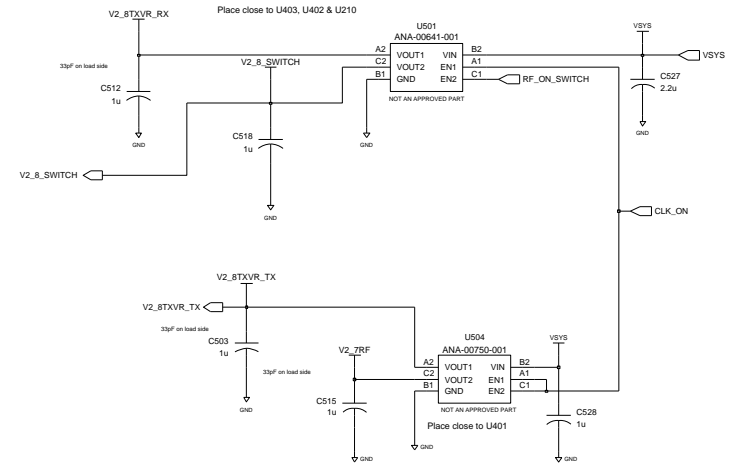 Place close to U403, U402 & U210
V2_8TXVR_RX
U501
ANA-00641-001
VSYS
A2 VOUT1 VIN B2
VSYS
C2 VOUT2 EN1 A1
B1 GND EN2 C1
RF_ON_SWITCH
NOT AN APPROVED PART
V2_8_SWITCH
33pF on load side
C512
1u
GND
GND
C527
2.2u
GND
C518
1u
GND
V2_8_SWITCH
CLK_ON
V2_8TXVR_TX
V2_8TXVR_TX
33pF on load side
C503
1u
GND
33pF on load side
V2_7RF
C515
1u
GND
U504
ANA-00750-001
VSYS
A2 VOUT1 VIN B2
C2 VOUT2 EN1 A1
B1 GND EN2 C1
NOT AN APPROVED PART
Place close to U401
GND
C528
1u
GND